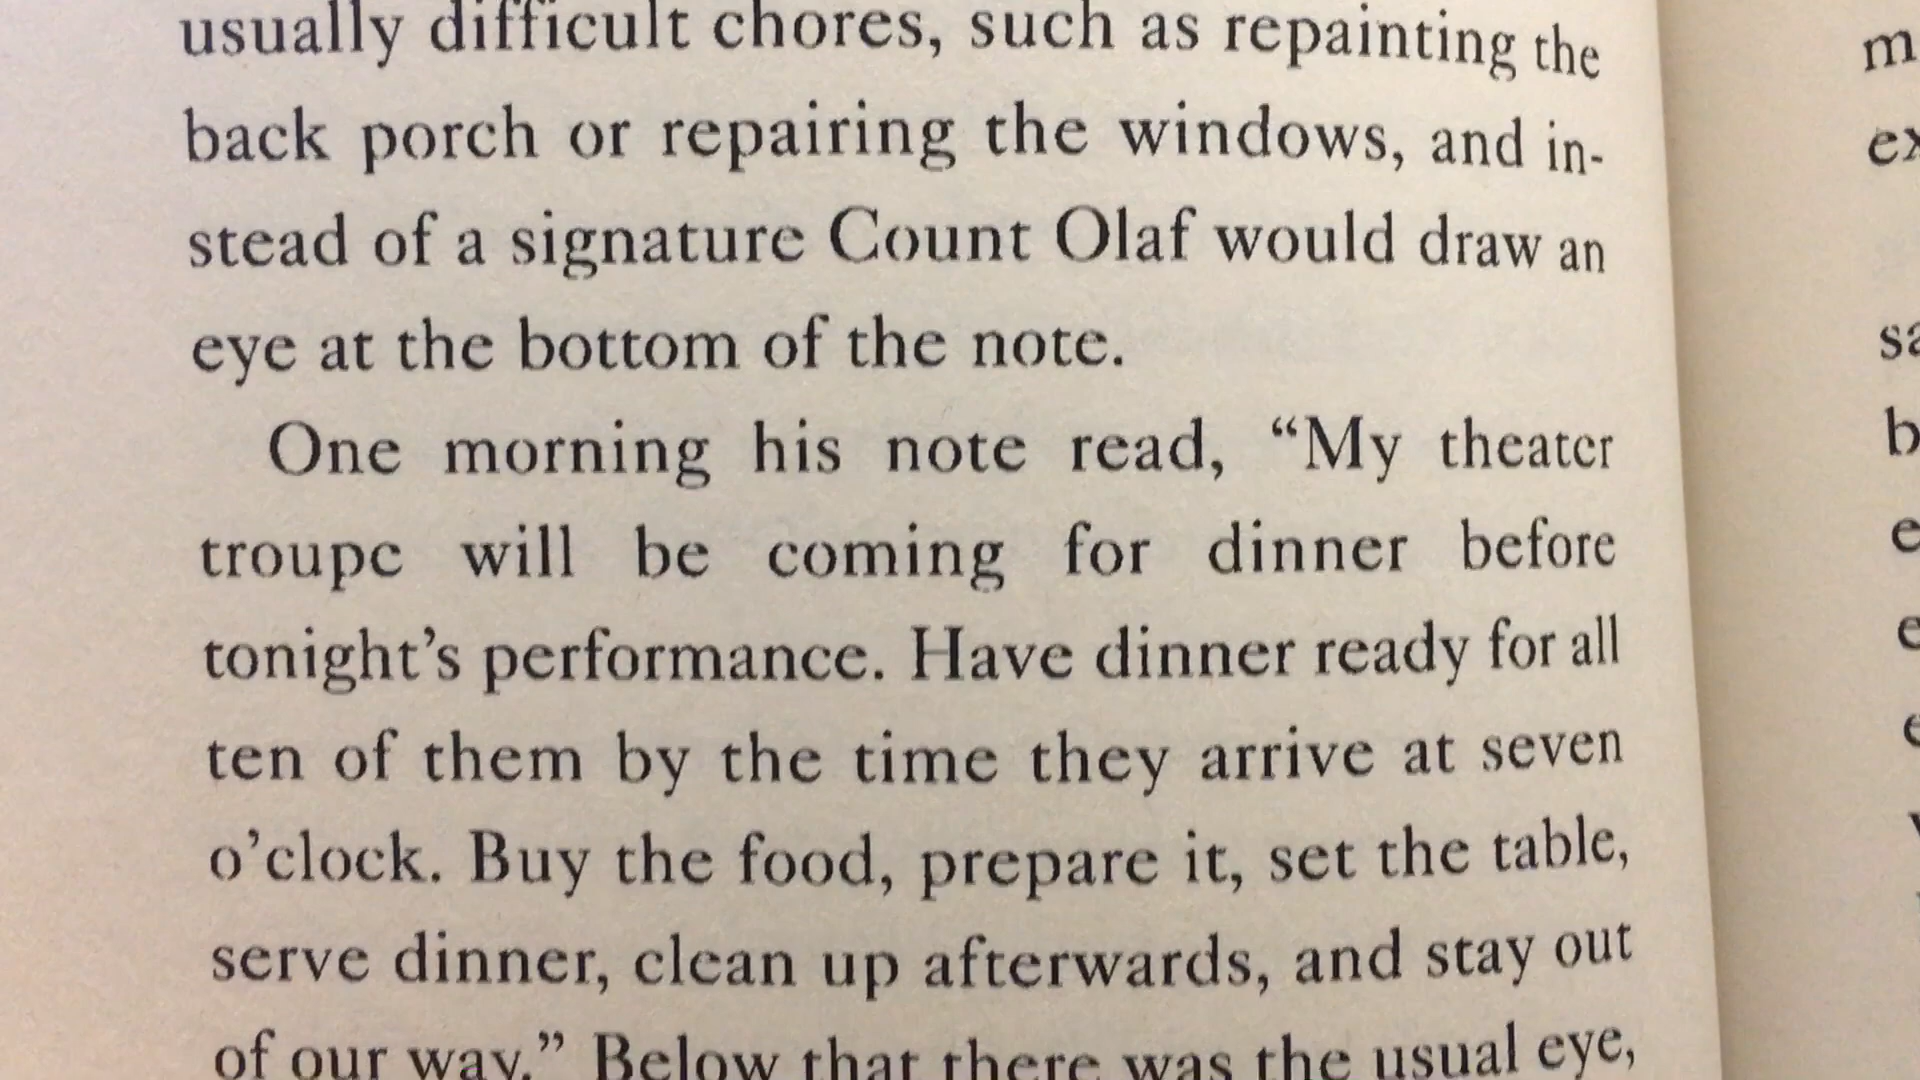 usually difficult chores, such as repainting the
back porch or repairing the windows, and in-
stead of a signature Count Olaf would draw an
eye at the bottom of the note.
One morning his note read, “My theater
troupe will be coming for dinner before
tonight’s performance. Have dinner ready for all
ten of them by the time they arrive at seven
o’clock. Buy the food, prepare it, set the table,
serve dinner, clean up afterwards, and stay out
of our way.” Below that there was the usual eye,